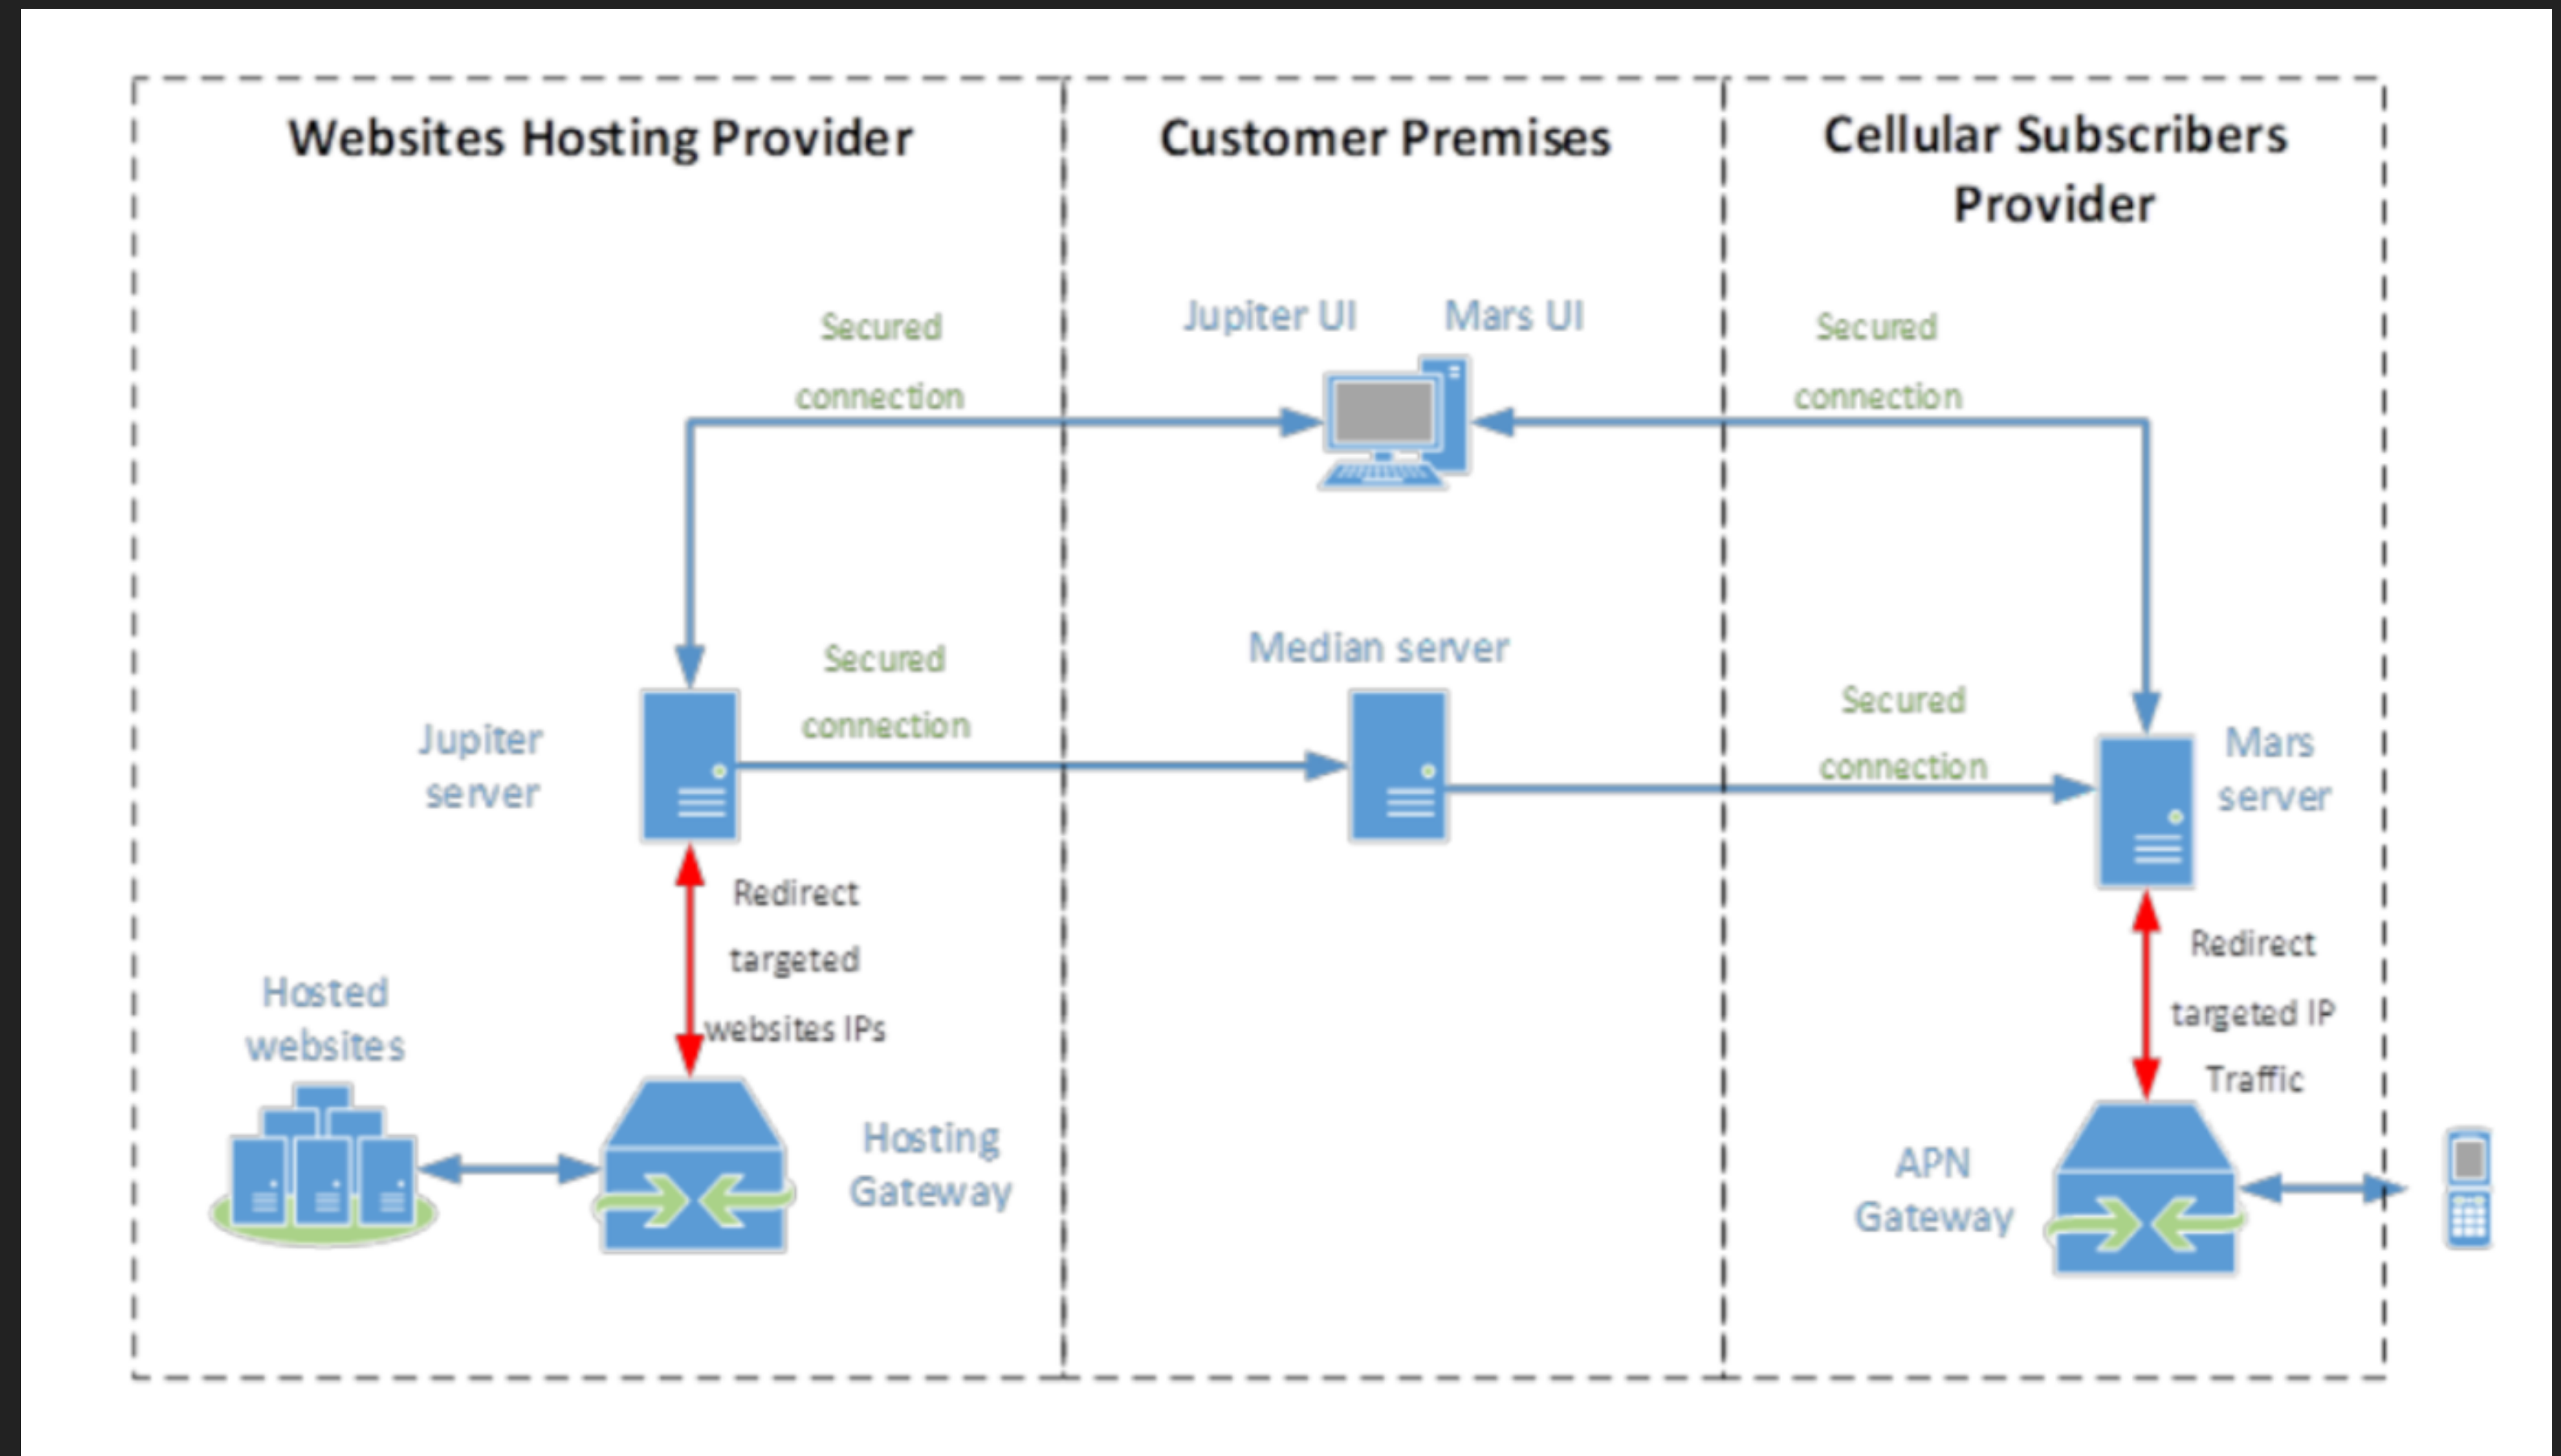 Websites Hosting Provider
Customer Premises
Cellular Subscribers
Provider
Secured
connection
Jupiter UI
Mars UI
Secured
connection
Jupiter
server
Secured
connection
Median server
Secured
connection
Mars
server
Redirect
targeted
websites IPs
Redirect
targeted IP
Traffic
Hosted
websites
Hosting
Gateway
APN
Gateway